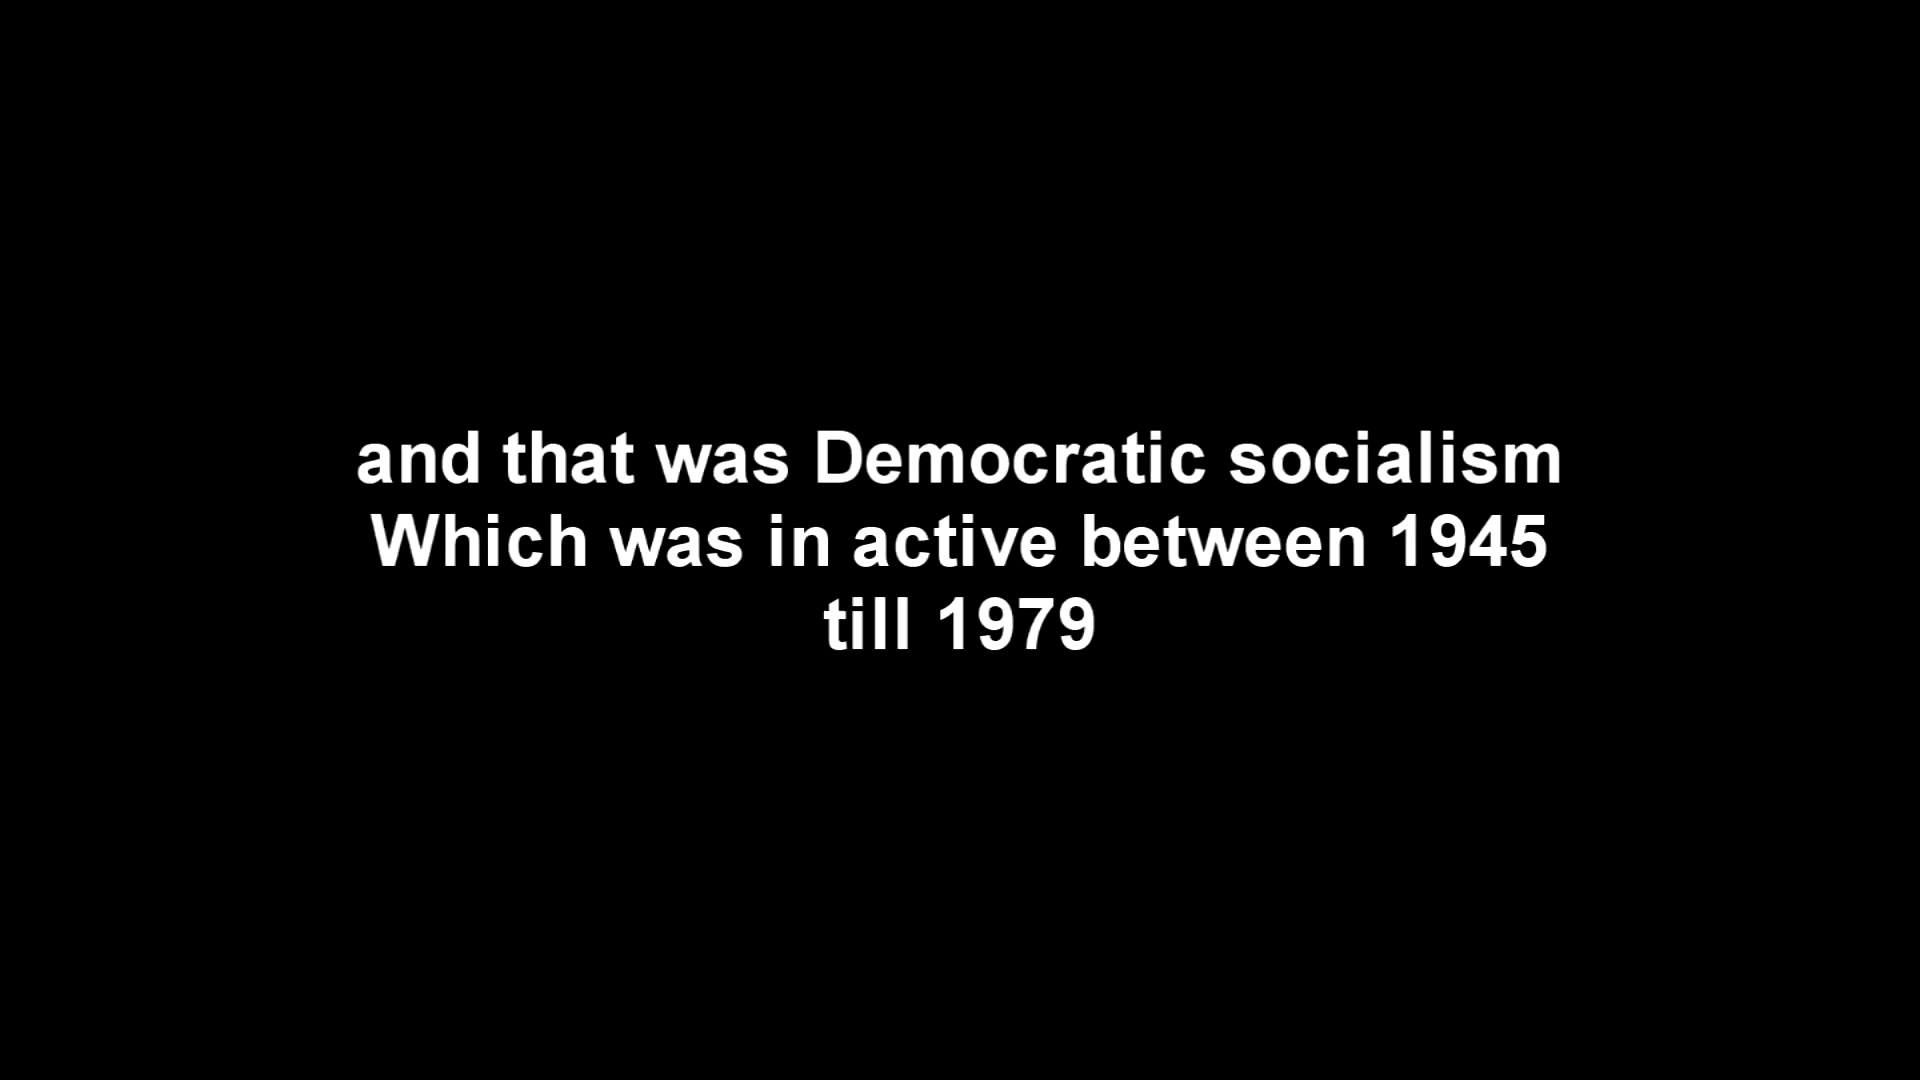 and that was Democratic socialism
Which was in active between 1945
till 1979